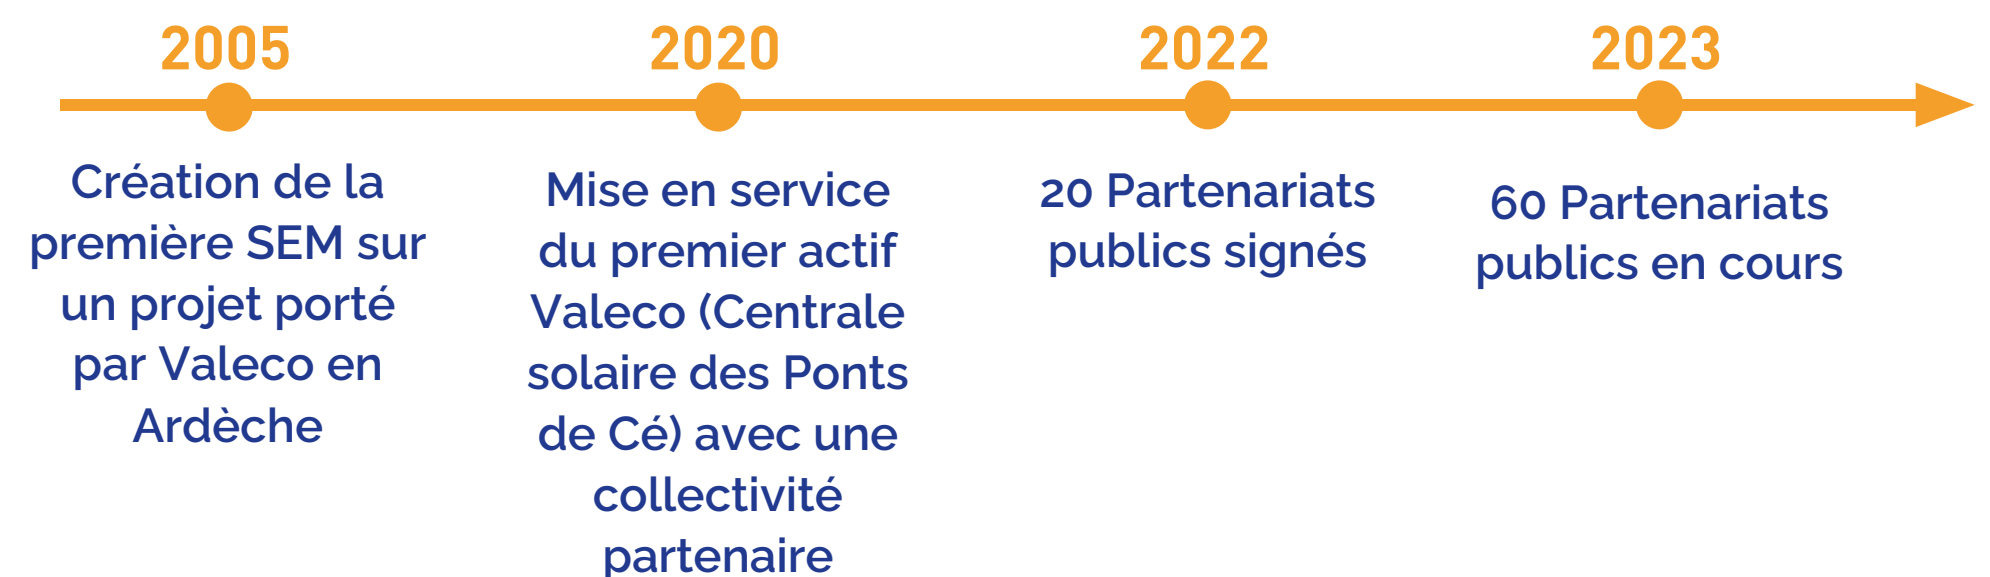 2005
Création de la
première SEM sur
un projet porté
par Valeco en
Ardèche
2020
Mise en service
du premier actif
Valeco (Centrale
solaire des Ponts
de Cé) avec une
collectivité
partenaire
2022
20 Partenariats
publics signés
2023
60 Partenariats
publics en cours